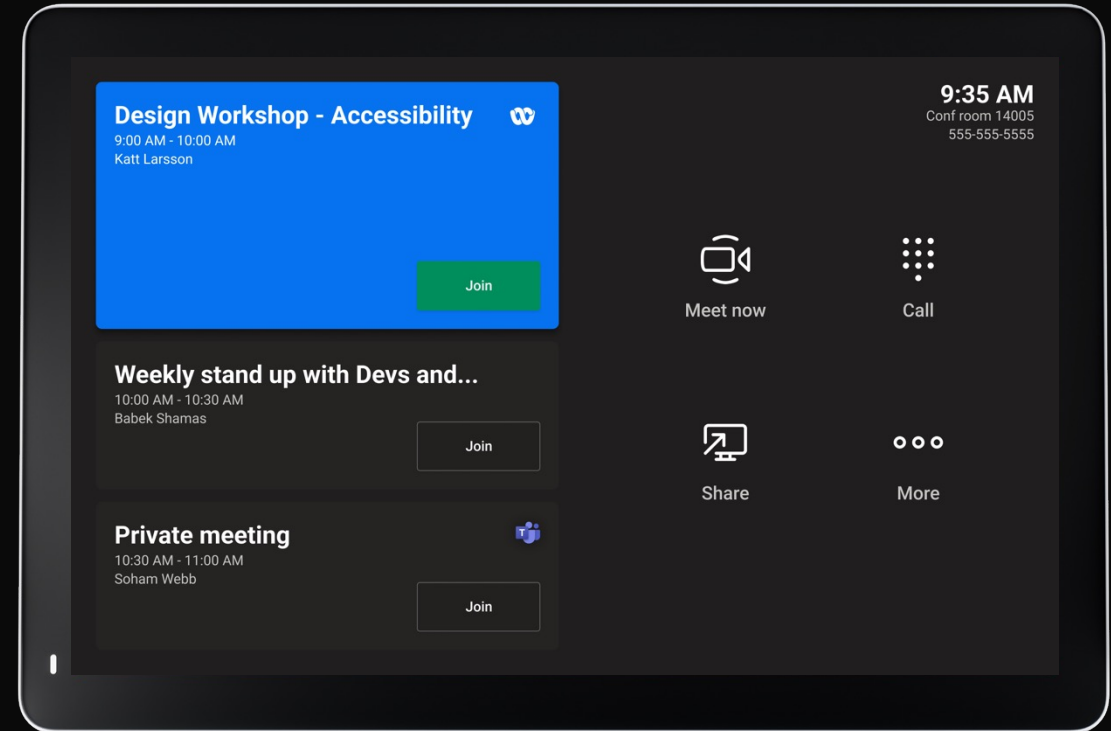 Design Workshop - Accessibility
9:00 AM - 10:00 AM
Katt Larsson
Join
Weekly stand up with Devs and...
10:00 AM - 10:30 AM
Babek Shamas
Join
Private meeting
10:30 AM - 11:00 AM
Soham Webb
T
Join
9:35 AM
Conf room 14005
555-555-5555
Meet now
Call
Share
More